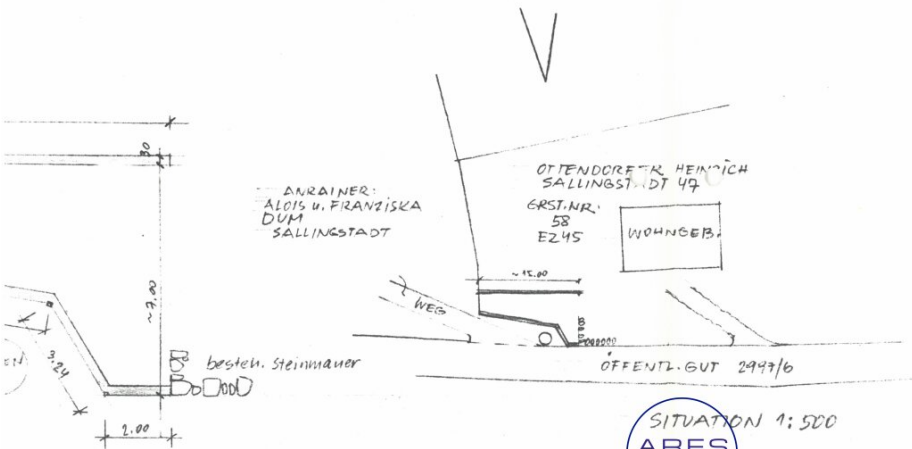 30
~7.00
3.24
2.00
besteh. Steinmauer
ANRAINER:
ALOIS u. FRANZISKA
DUM
SALLINGSTADT
OTTENDORFER HEINRICH
SALLINGSTADT 47
GRST.NR.
58
EZ45
WOHNGEB.
~15.00
WEG
ÖFFENTL. GUT 2997/6
SITUATION 1:500
ARES